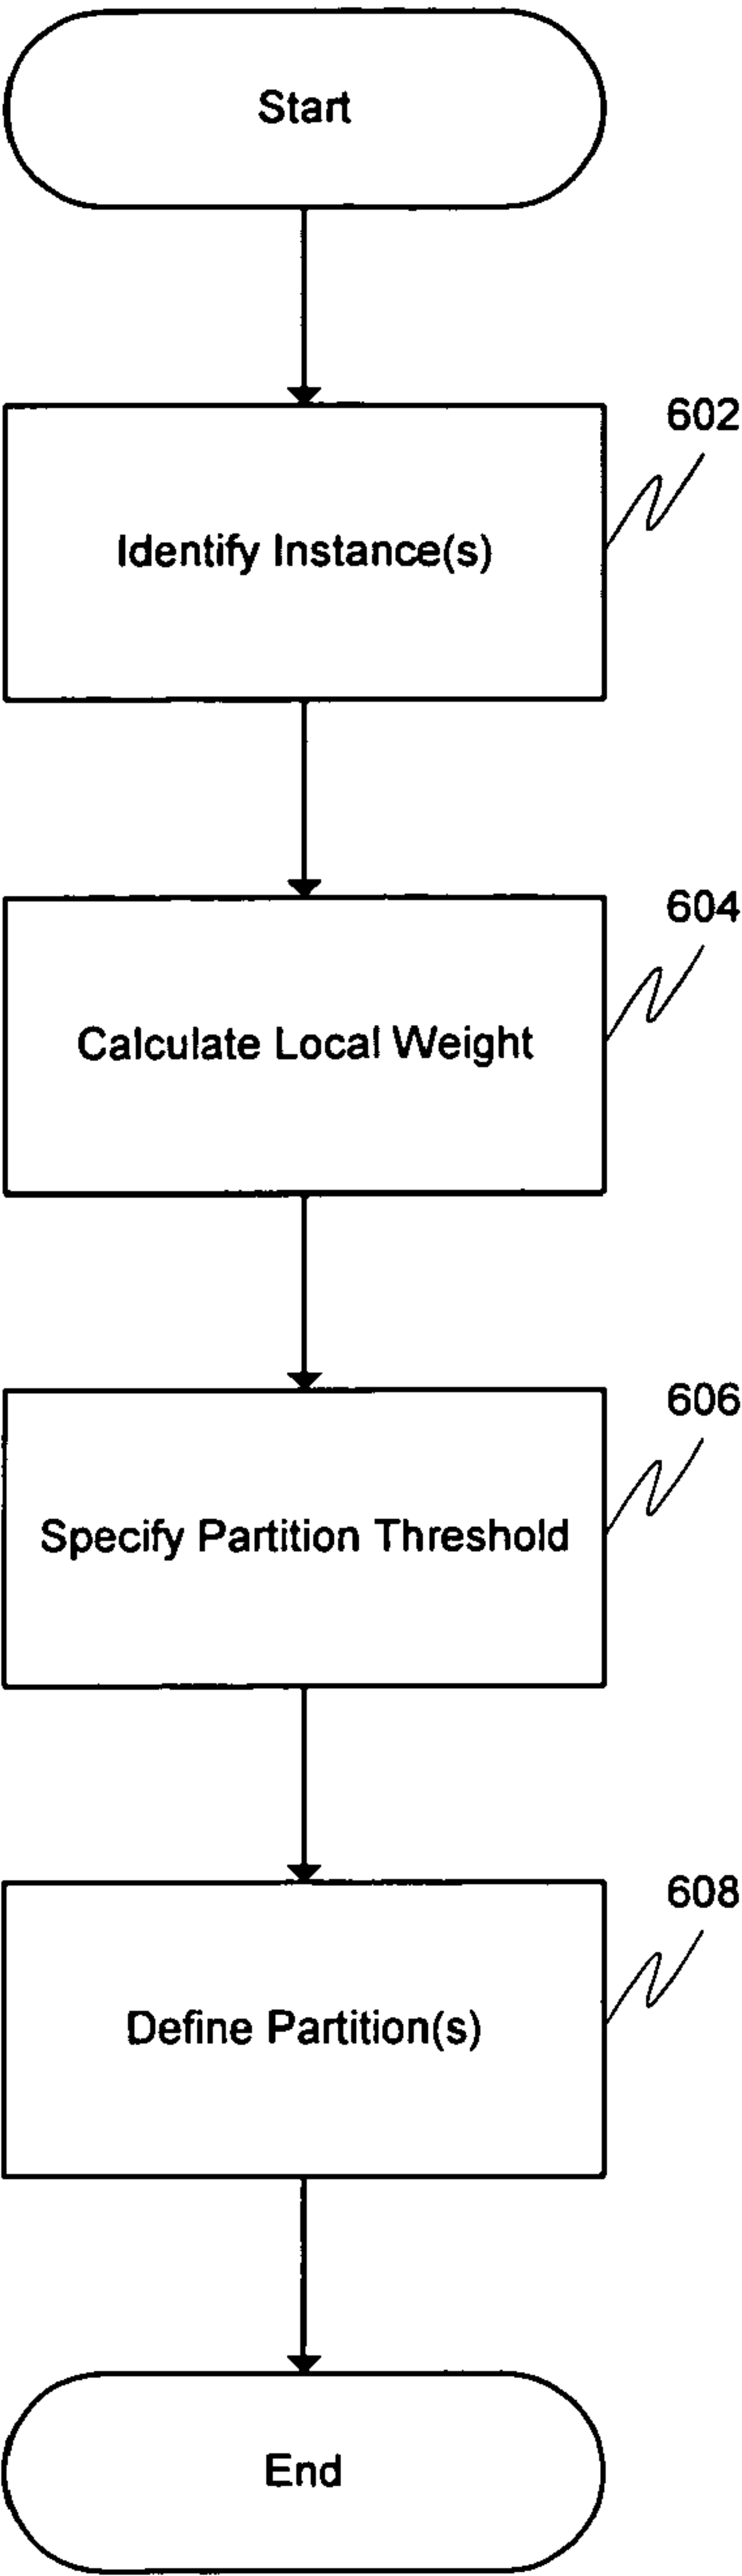 Start
602
Identify Instance(s)
604
Calculate Local Weight
606
Specify Partition Threshold
608
Define Partition(s)
End